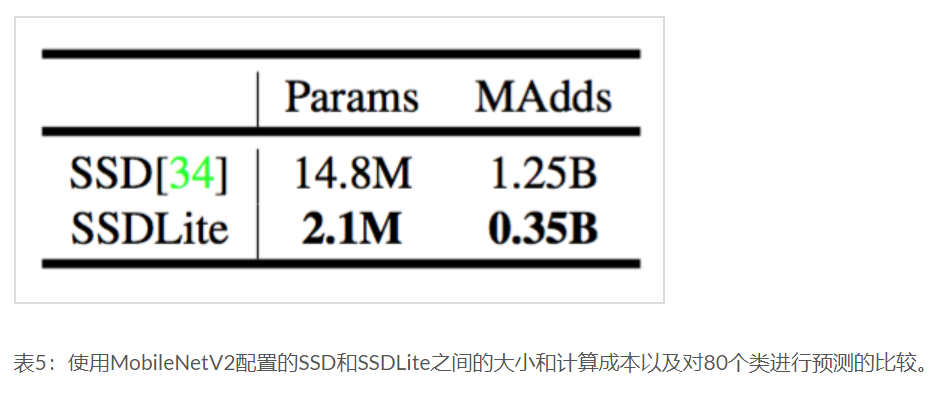 Params MAdds
SSD[34] 14.8M 1.25B
SSDLite 2.1M 0.35B
表5：使用MobileNetV2配置的SSD和SSDLite之间的大小和计算成本以及对80个类进行预测的比较。